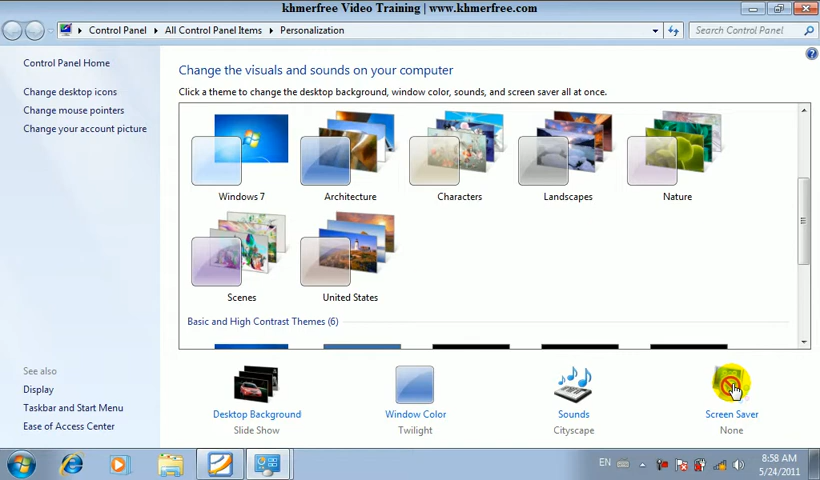 khmerfree Video Training | www.khmerfree.com
Control Panel
All Control Panel Items
Personalization
Search Control Panel
Control Panel Home
Change desktop icons
Change mouse pointers
Change your account picture
Change the visuals and sounds on your computer
Click a theme to change the desktop background, window color, sounds, and screen saver all at once.
Windows 7
Architecture
Characters
Landscapes
Nature
Scenes
United States
Basic and High Contrast Themes (6)
See also
Display
Taskbar and Start Menu
Ease of Access Center
Desktop Background
Slide Show
Window Color
Twilight
Sounds
Cityscape
Screen Saver
None
EN
8:58 AM
5/24/2011